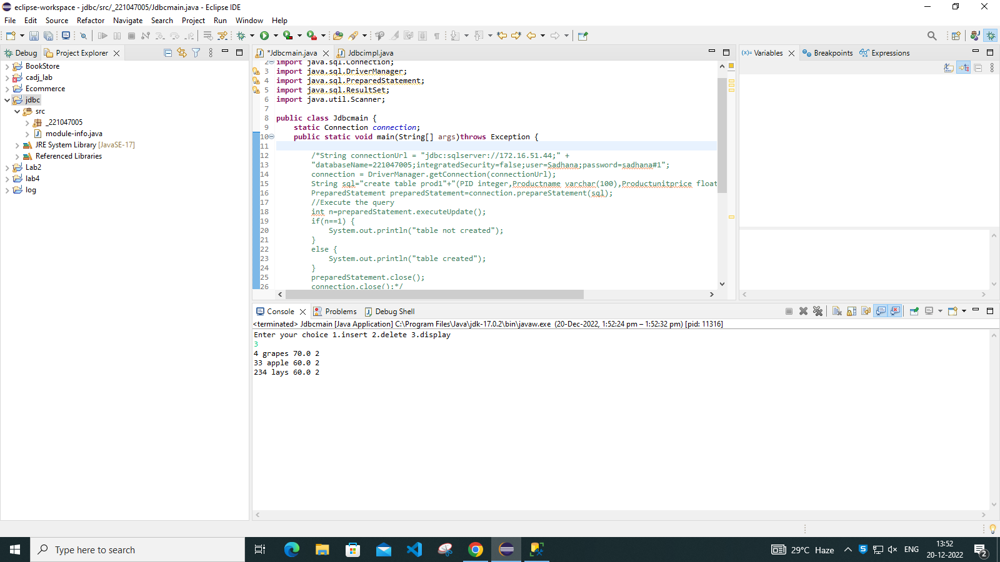 eclipse-workspace - jdbc/src/_221047005/Jdbcmain.java - Eclipse IDE
File Edit Source Refactor Navigate Search Project Run Window Help
Debug Project Explorer
BookStore
cadj_lab
Ecommerce
jdbc
src
_221047005
module-info.java
JRE System Library [JavaSE-17]
Referenced Libraries
Lab2
lab4
log
*Jdbcmain.java Jdbcimpl.java
2 import java.sql.Connection;
3 import java.sql.DriverManager;
4 import java.sql.PreparedStatement;
5 import java.sql.ResultSet;
6 import java.util.Scanner;
7
8 public class Jdbcmain {
9 static Connection connection;
10 public static void main(String[] args)throws Exception {
11
12 /*String connectionUrl = "jdbc:sqlserver://172.16.51.44;" +
13 "databaseName=221047005;integratedSecurity=false;user=Sadhana;password=sadhana#1";
14 connection = DriverManager.getConnection(connectionUrl);
15 String sql="create table prod1"+"(PID integer,Productname varchar(100),Productunitprice float
16 PreparedStatement preparedStatement=connection.prepareStatement(sql);
17 //Execute the query
18 int n=preparedStatement.executeUpdate();
19 if(n==1) {
20 System.out.println("table not created");
21 }
22 else {
23 System.out.println("table created");
24 }
25 preparedStatement.close();
26 connection.close();*/
(x)= Variables Breakpoints Expressions
Console Problems Debug Shell
<terminated> Jdbcmain [Java Application] C:\Program Files\Java\jdk-17.0.2\bin\javaw.exe (20-Dec-2022, 1:52:24 pm – 1:52:32 pm) [pid: 11316]
Enter your choice 1.insert 2.delete 3.display
3
4 grapes 70.0 2
33 apple 60.0 2
234 lays 60.0 2
Type here to search
29°C Haze
ENG
13:52
20-12-2022
2